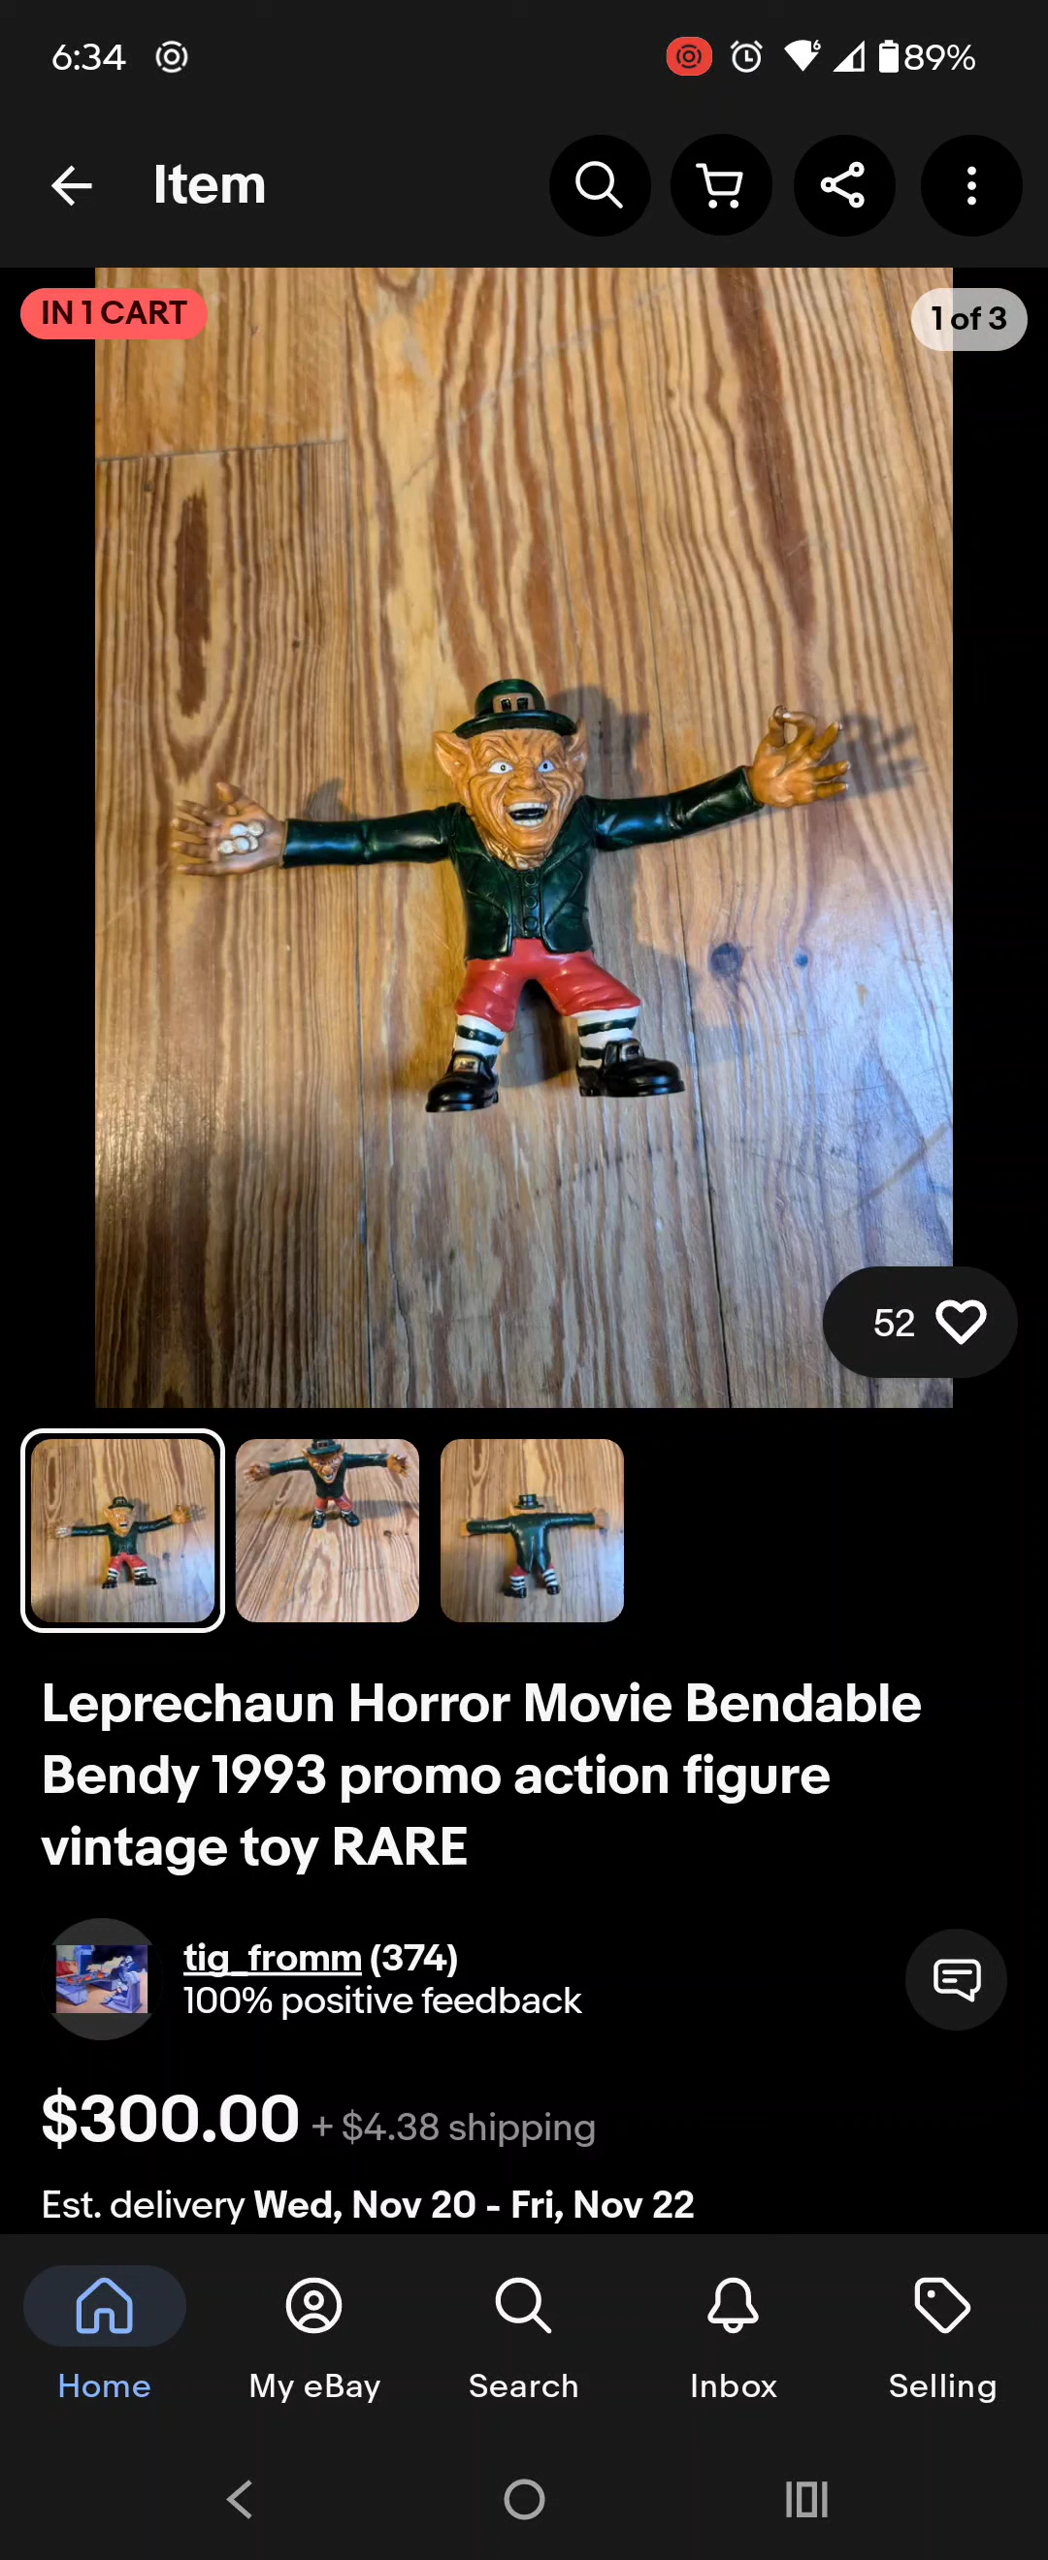 6:34
89%
Item
IN 1 CART
1 of 3
52
Leprechaun Horror Movie Bendable
Bendy 1993 promo action figure
vintage toy RARE
tig_fromm (374)
100% positive feedback
$300.00 + $4.38 shipping
Est. delivery Wed, Nov 20 - Fri, Nov 22
Home
My eBay
Search
Inbox
Selling